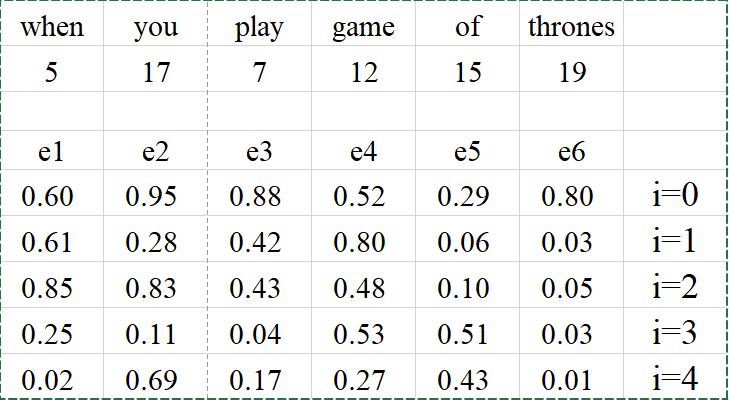 when you play game of thrones
5 17 7 12 15 19
e1 e2 e3 e4 e5 e6
0.60 0.95 0.88 0.52 0.29 0.80 i=0
0.61 0.28 0.42 0.80 0.06 0.03 i=1
0.85 0.83 0.43 0.48 0.10 0.05 i=2
0.25 0.11 0.04 0.53 0.51 0.03 i=3
0.02 0.69 0.17 0.27 0.43 0.01 i=4